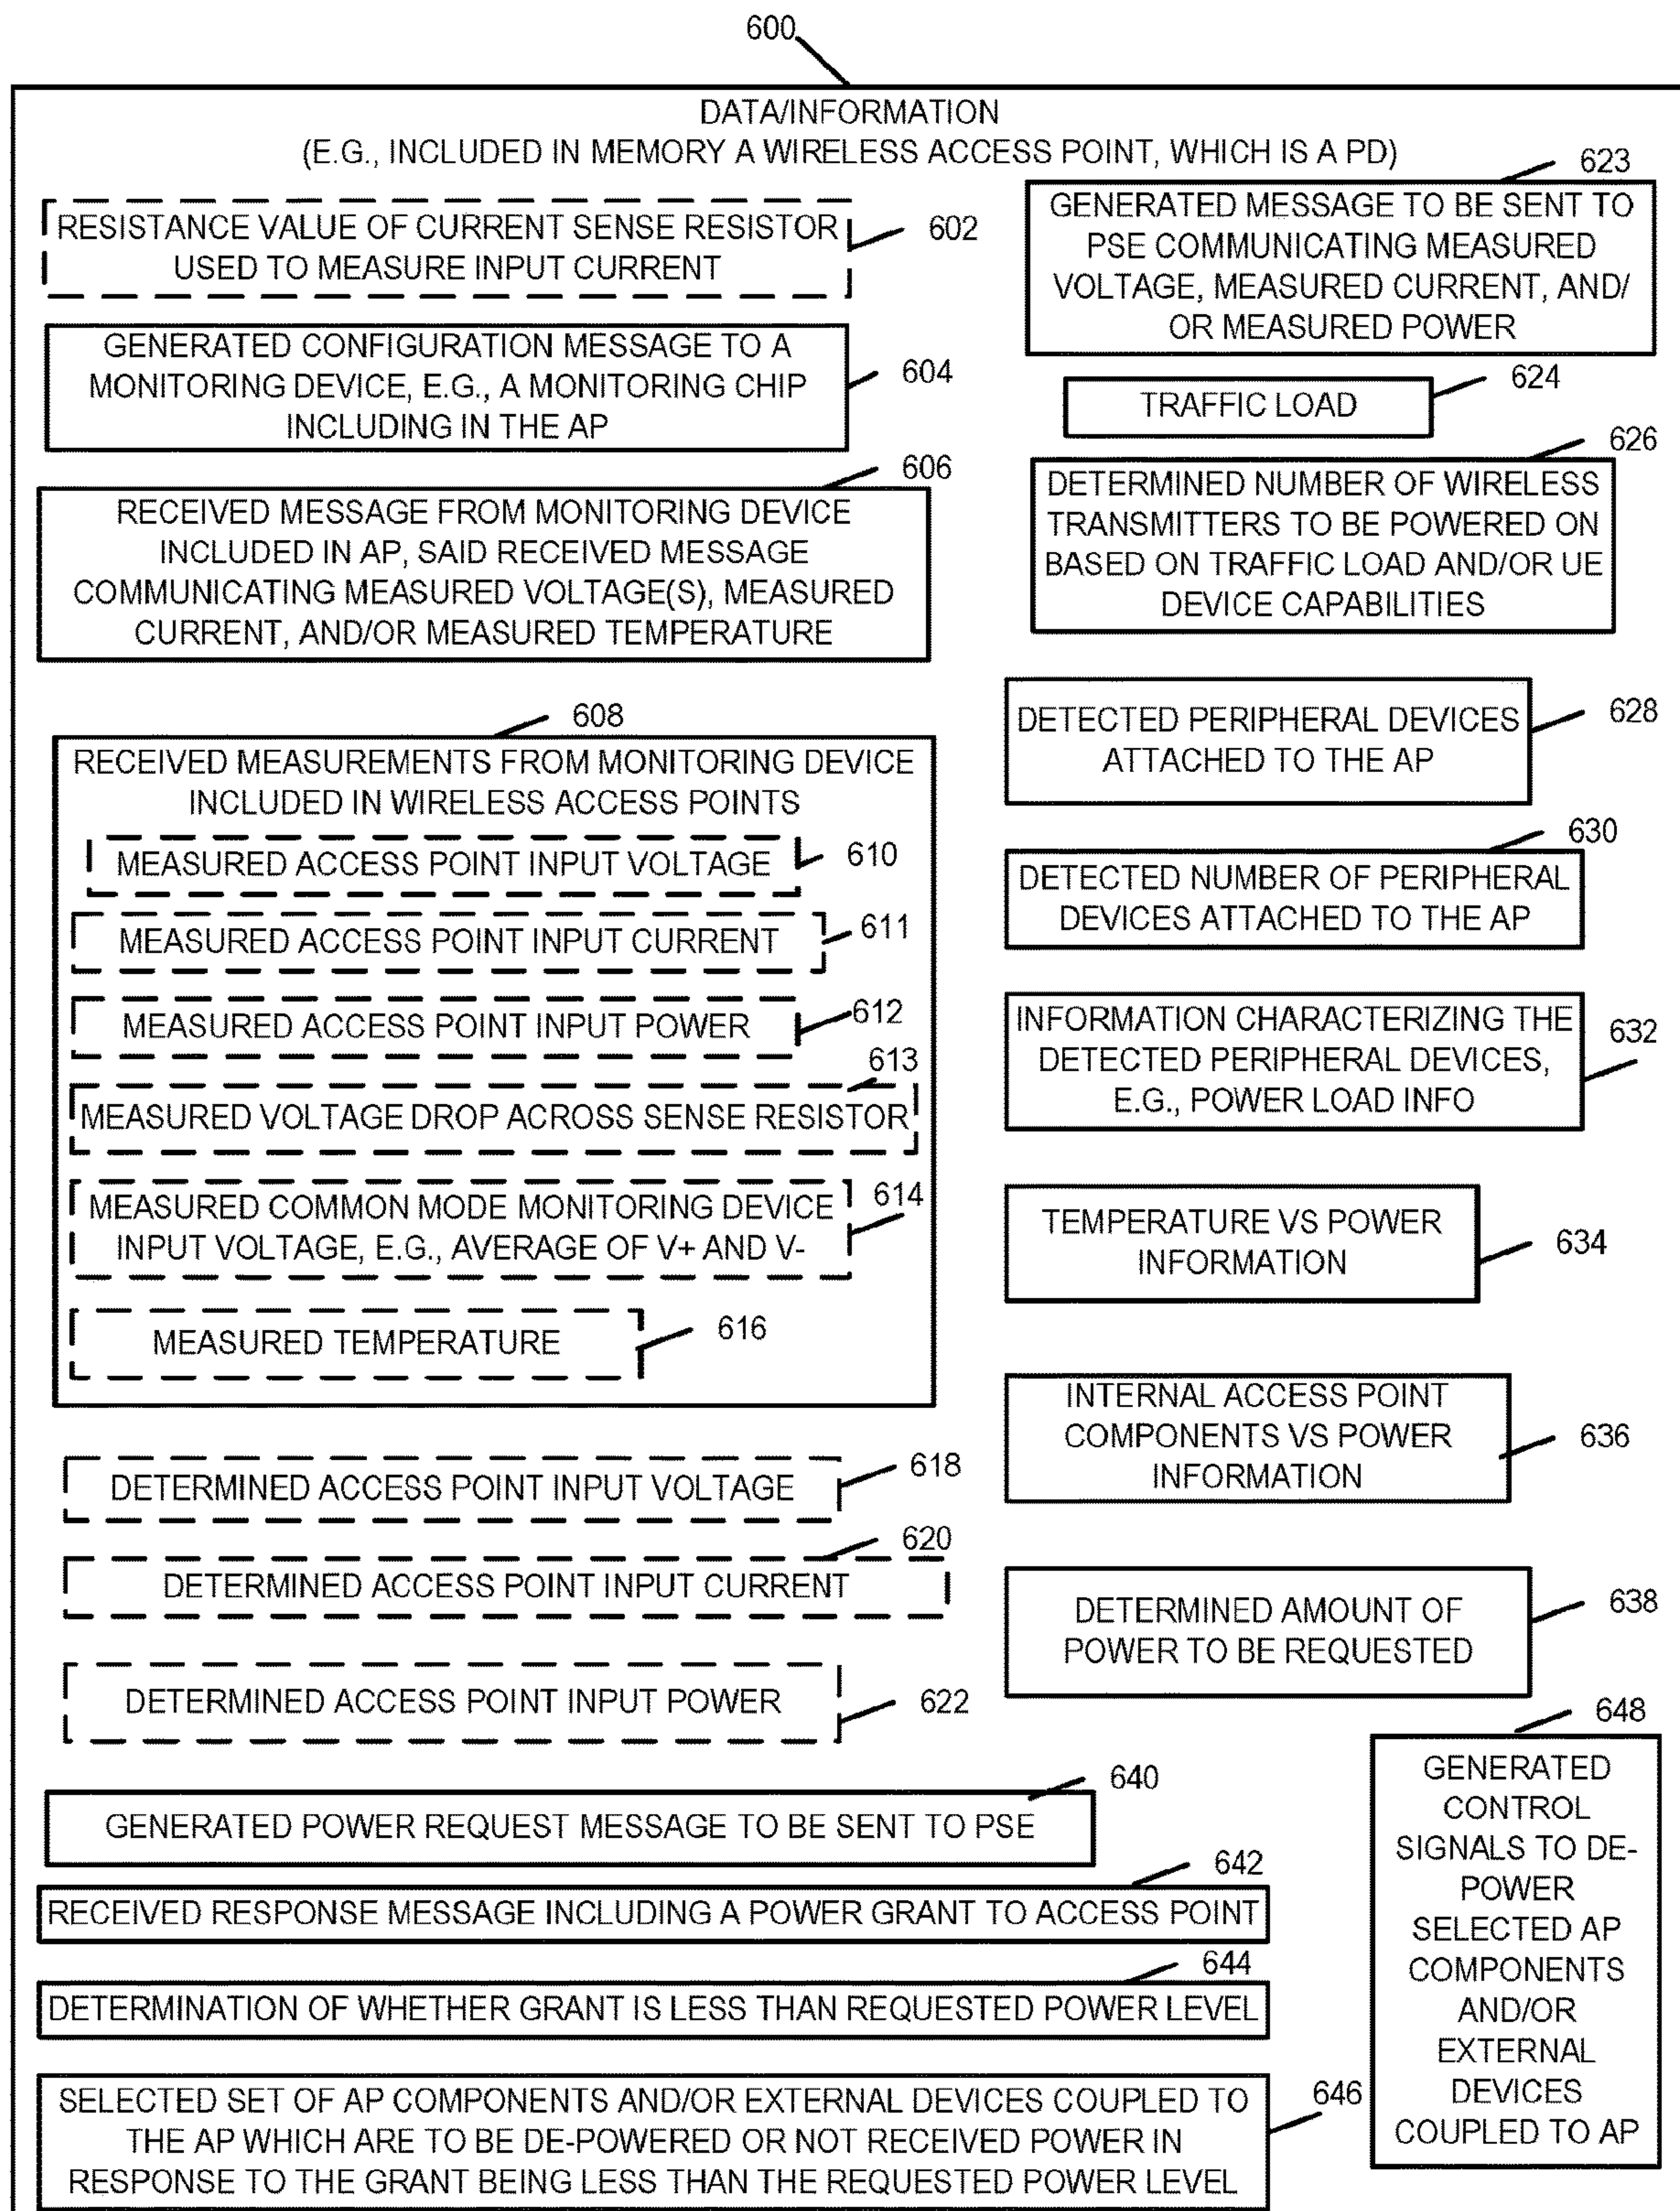 600
DATA/INFORMATION
(E.G., INCLUDED IN MEMORY A WIRELESS ACCESS POINT, WHICH IS A PD)
RESISTANCE VALUE OF CURRENT SENSE RESISTOR
USED TO MEASURE INPUT CURRENT
602
GENERATED CONFIGURATION MESSAGE TO A
MONITORING DEVICE, E.G., A MONITORING CHIP
INCLUDING IN THE AP
604
606
RECEIVED MESSAGE FROM MONITORING DEVICE
INCLUDED IN AP, SAID RECEIVED MESSAGE
COMMUNICATING MEASURED VOLTAGE(S), MEASURED
CURRENT, AND/OR MEASURED TEMPERATURE
608
RECEIVED MEASUREMENTS FROM MONITORING DEVICE
INCLUDED IN WIRELESS ACCESS POINTS
MEASURED ACCESS POINT INPUT VOLTAGE
610
MEASURED ACCESS POINT INPUT CURRENT
611
MEASURED ACCESS POINT INPUT POWER
612
613
MEASURED VOLTAGE DROP ACROSS SENSE RESISTOR
MEASURED COMMON MODE MONITORING DEVICE
INPUT VOLTAGE, E.G., AVERAGE OF V+ AND V-
614
MEASURED TEMPERATURE
616
DETERMINED ACCESS POINT INPUT VOLTAGE
618
620
DETERMINED ACCESS POINT INPUT CURRENT
DETERMINED ACCESS POINT INPUT POWER
622
623
GENERATED MESSAGE TO BE SENT TO
PSE COMMUNICATING MEASURED
VOLTAGE, MEASURED CURRENT, AND/
OR MEASURED POWER
624
TRAFFIC LOAD
626
DETERMINED NUMBER OF WIRELESS
TRANSMITTERS TO BE POWERED ON
BASED ON TRAFFIC LOAD AND/OR UE
DEVICE CAPABILITIES
DETECTED PERIPHERAL DEVICES
ATTACHED TO THE AP
628
630
DETECTED NUMBER OF PERIPHERAL
DEVICES ATTACHED TO THE AP
INFORMATION CHARACTERIZING THE
DETECTED PERIPHERAL DEVICES,
E.G., POWER LOAD INFO
632
TEMPERATURE VS POWER
INFORMATION
634
INTERNAL ACCESS POINT
COMPONENTS VS POWER
INFORMATION
636
DETERMINED AMOUNT OF
POWER TO BE REQUESTED
638
640
GENERATED POWER REQUEST MESSAGE TO BE SENT TO PSE
642
RECEIVED RESPONSE MESSAGE INCLUDING A POWER GRANT TO ACCESS POINT
644
DETERMINATION OF WHETHER GRANT IS LESS THAN REQUESTED POWER LEVEL
SELECTED SET OF AP COMPONENTS AND/OR EXTERNAL DEVICES COUPLED TO
THE AP WHICH ARE TO BE DE-POWERED OR NOT RECEIVED POWER IN
RESPONSE TO THE GRANT BEING LESS THAN THE REQUESTED POWER LEVEL
646
648
GENERATED
CONTROL
SIGNALS TO DE-
POWER
SELECTED AP
COMPONENTS
AND/OR
EXTERNAL
DEVICES
COUPLED TO AP